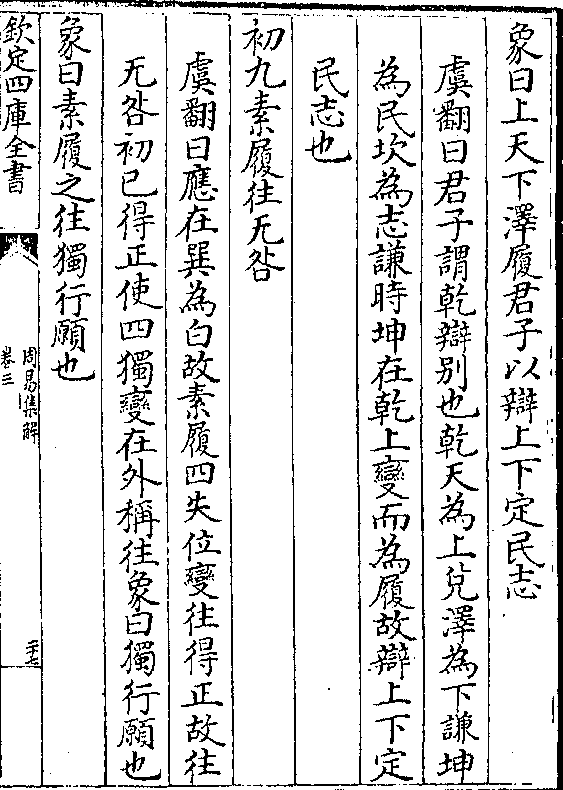 象曰上天下澤履君子以辯上下定民志
虞翻曰君子謂乾辯别也乾天為上兌澤為下謙坤
為民坎為志謙時坤在乾上變而為履故辯上下定
民志也
初九素履往无咎
虞翻曰應在巽為白故素履四失位變往得正故往
无咎初已得正使四獨變在外稱往象曰獨行願也
象曰素履之往獨行願也
欽定四庫全書
周易集解
卷三
二十七